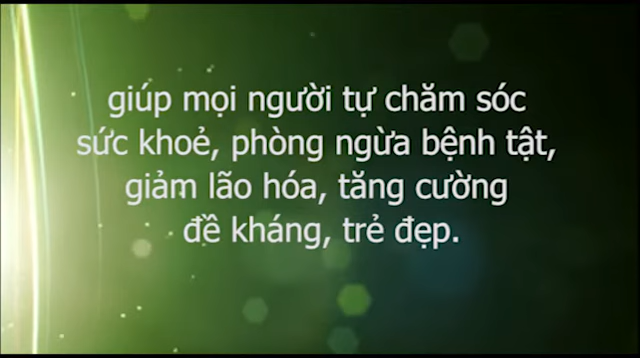 giúp mọi người tự chăm sóc
sức khoẻ, phòng ngừa bệnh tật,
giảm lão hóa, tăng cường
đề kháng, trẻ đẹp.